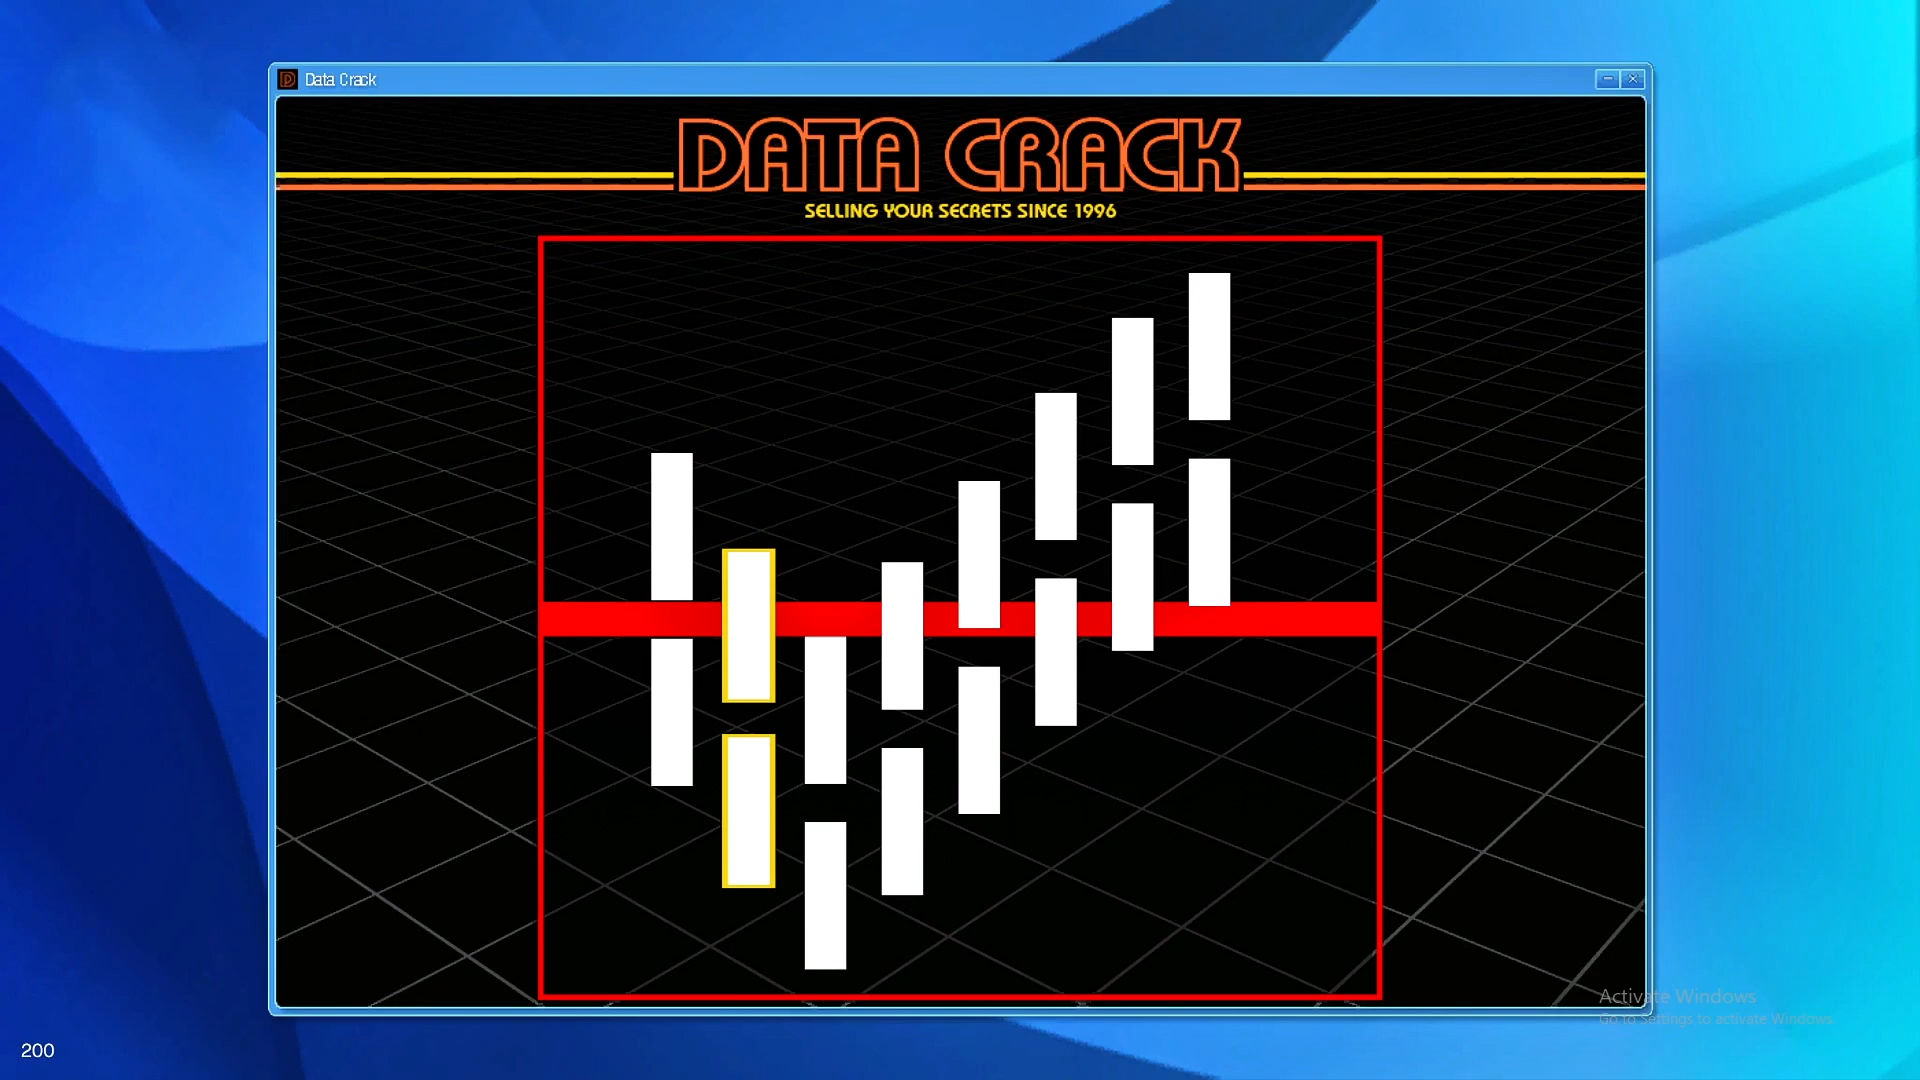 Data Crack
DATA CRACK
SELLING YOUR SECRETS SINCE 1996
Activate Windows
Go to Settings to activate Windows.
200